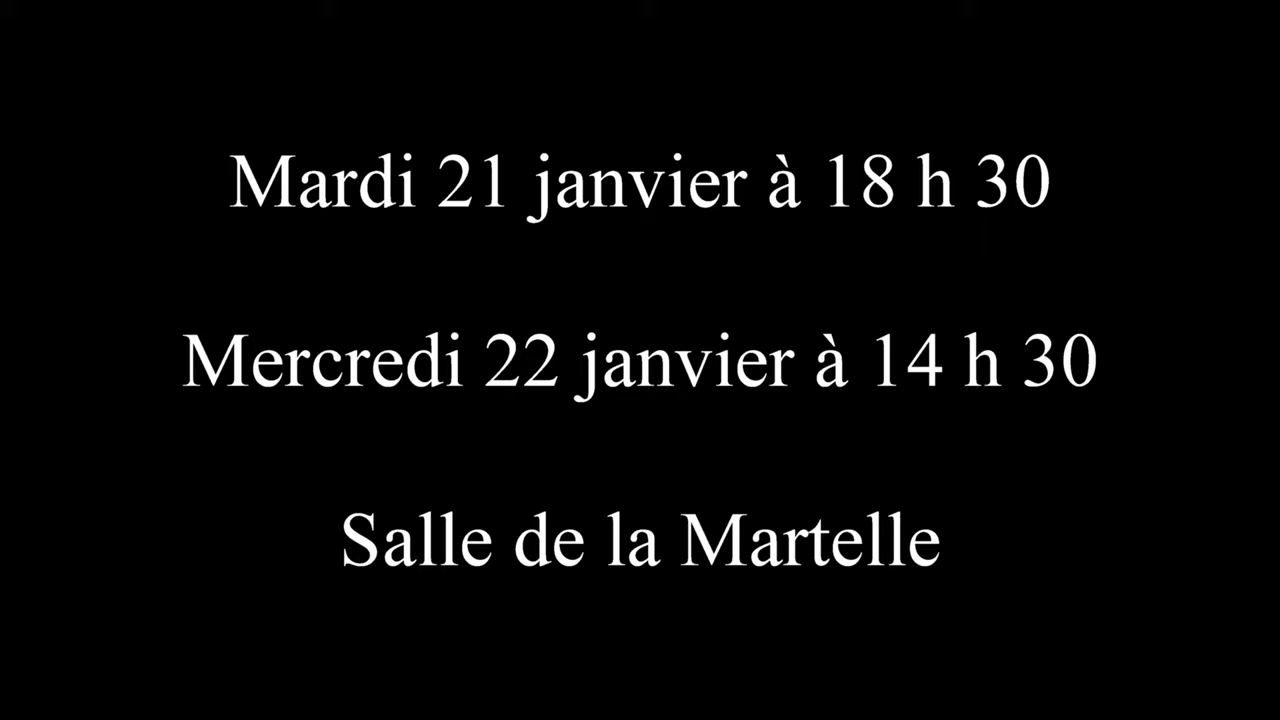 Mardi 21 janvier à 18 h 30
Mercredi 22 janvier à 14 h 30
Salle de la Martelle